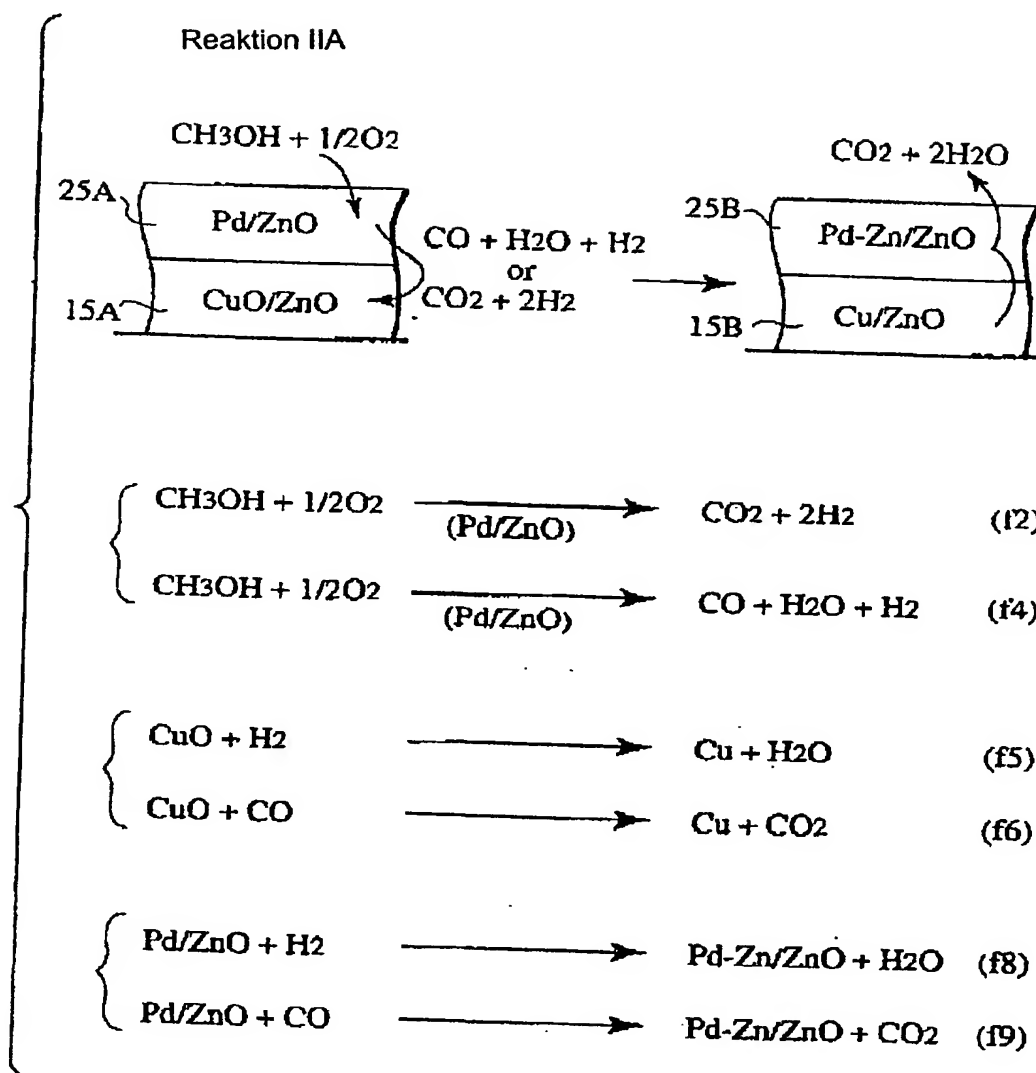 Reaktion IIA
CH3OH + 1/2O2
25A
Pd/ZnO
CuO/ZnO
15A
CO + H2O + H2
or
CO2 + 2H2
CO2 + 2H2O
25B
Pd-Zn/ZnO
15B
Cu/ZnO
CH3OH + 1/2O2 (Pd/ZnO) CO2 + 2H2 (f2)
CH3OH + 1/2O2 (Pd/ZnO) CO + H2O + H2 (f4)
CuO + H2 Cu + H2O (f5)
CuO + CO Cu + CO2 (f6)
Pd/ZnO + H2 Pd-Zn/ZnO + H2O (f8)
Pd/ZnO + CO Pd-Zn/ZnO + CO2 (f9)